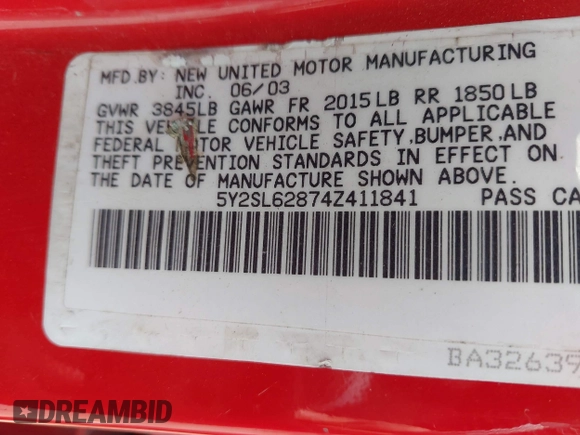 MFD.BY: NEW UNITED MOTOR MANUFACTURING
INC. 06/03
GVWR 3845LB GAWR FR 2015LB RR 1850LB
THIS VEHICLE CONFORMS TO ALL APPLICABLE
FEDERAL MOTOR VEHICLE SAFETY,BUMPER,AND
THEFT PREVENTION STANDARDS IN EFFECT ON
THE DATE OF MANUFACTURE SHOWN ABOVE.
5Y2SL62874Z411841 PASS CA
BA32639
DREAMBID